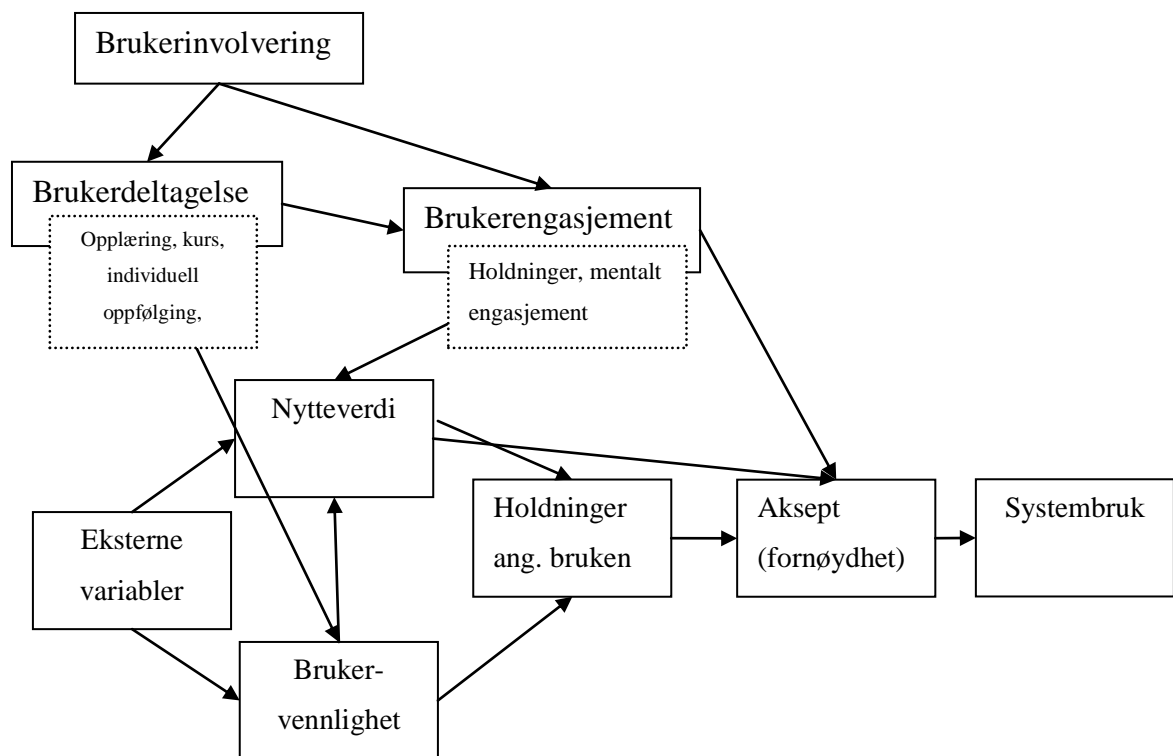 Brukerinvolvering
Brukerdeltagelse
Opplæring, kurs,
individuell
oppfølging,
Brukerengasjement
Holdninger, mentalt
engasjement
Nytteverdi
Eksterne
variabler
Bruker-
vennlighet
Holdninger
ang. bruken
Aksept
(fornøydhet)
Systembruk